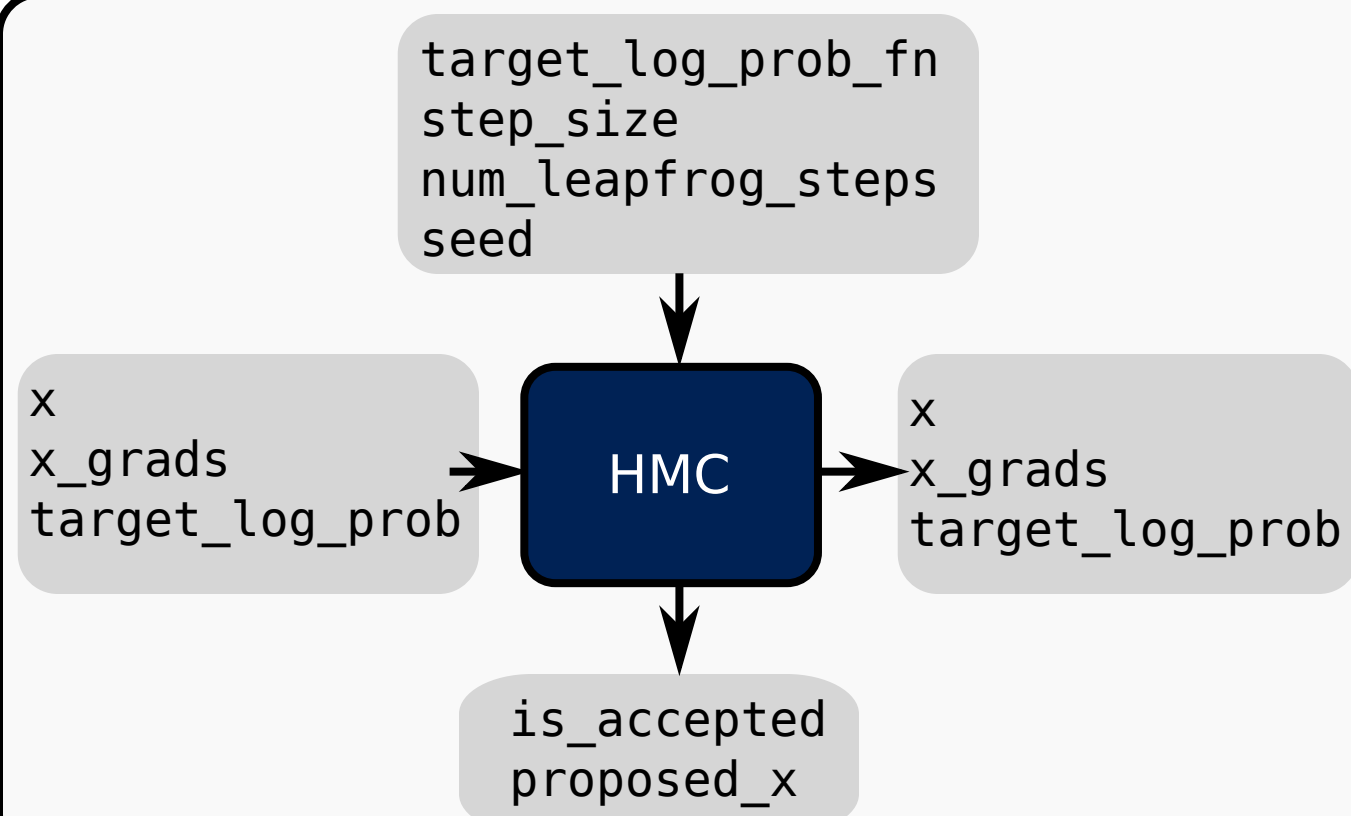 target_log_prob_fn
step_size
num_leapfrog_steps
seed
x
x_grads
target_log_prob
HMC
x
x_grads
target_log_prob
is_accepted
proposed_x